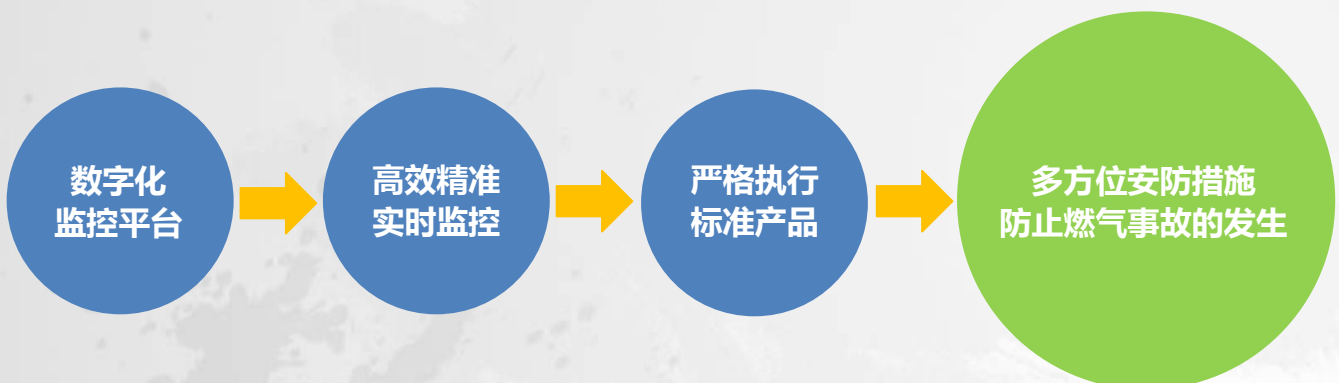 数字化
监控平台
高效精准
实时监控
严格执行
标准产品
多方位安防措施
防止燃气事故的发生